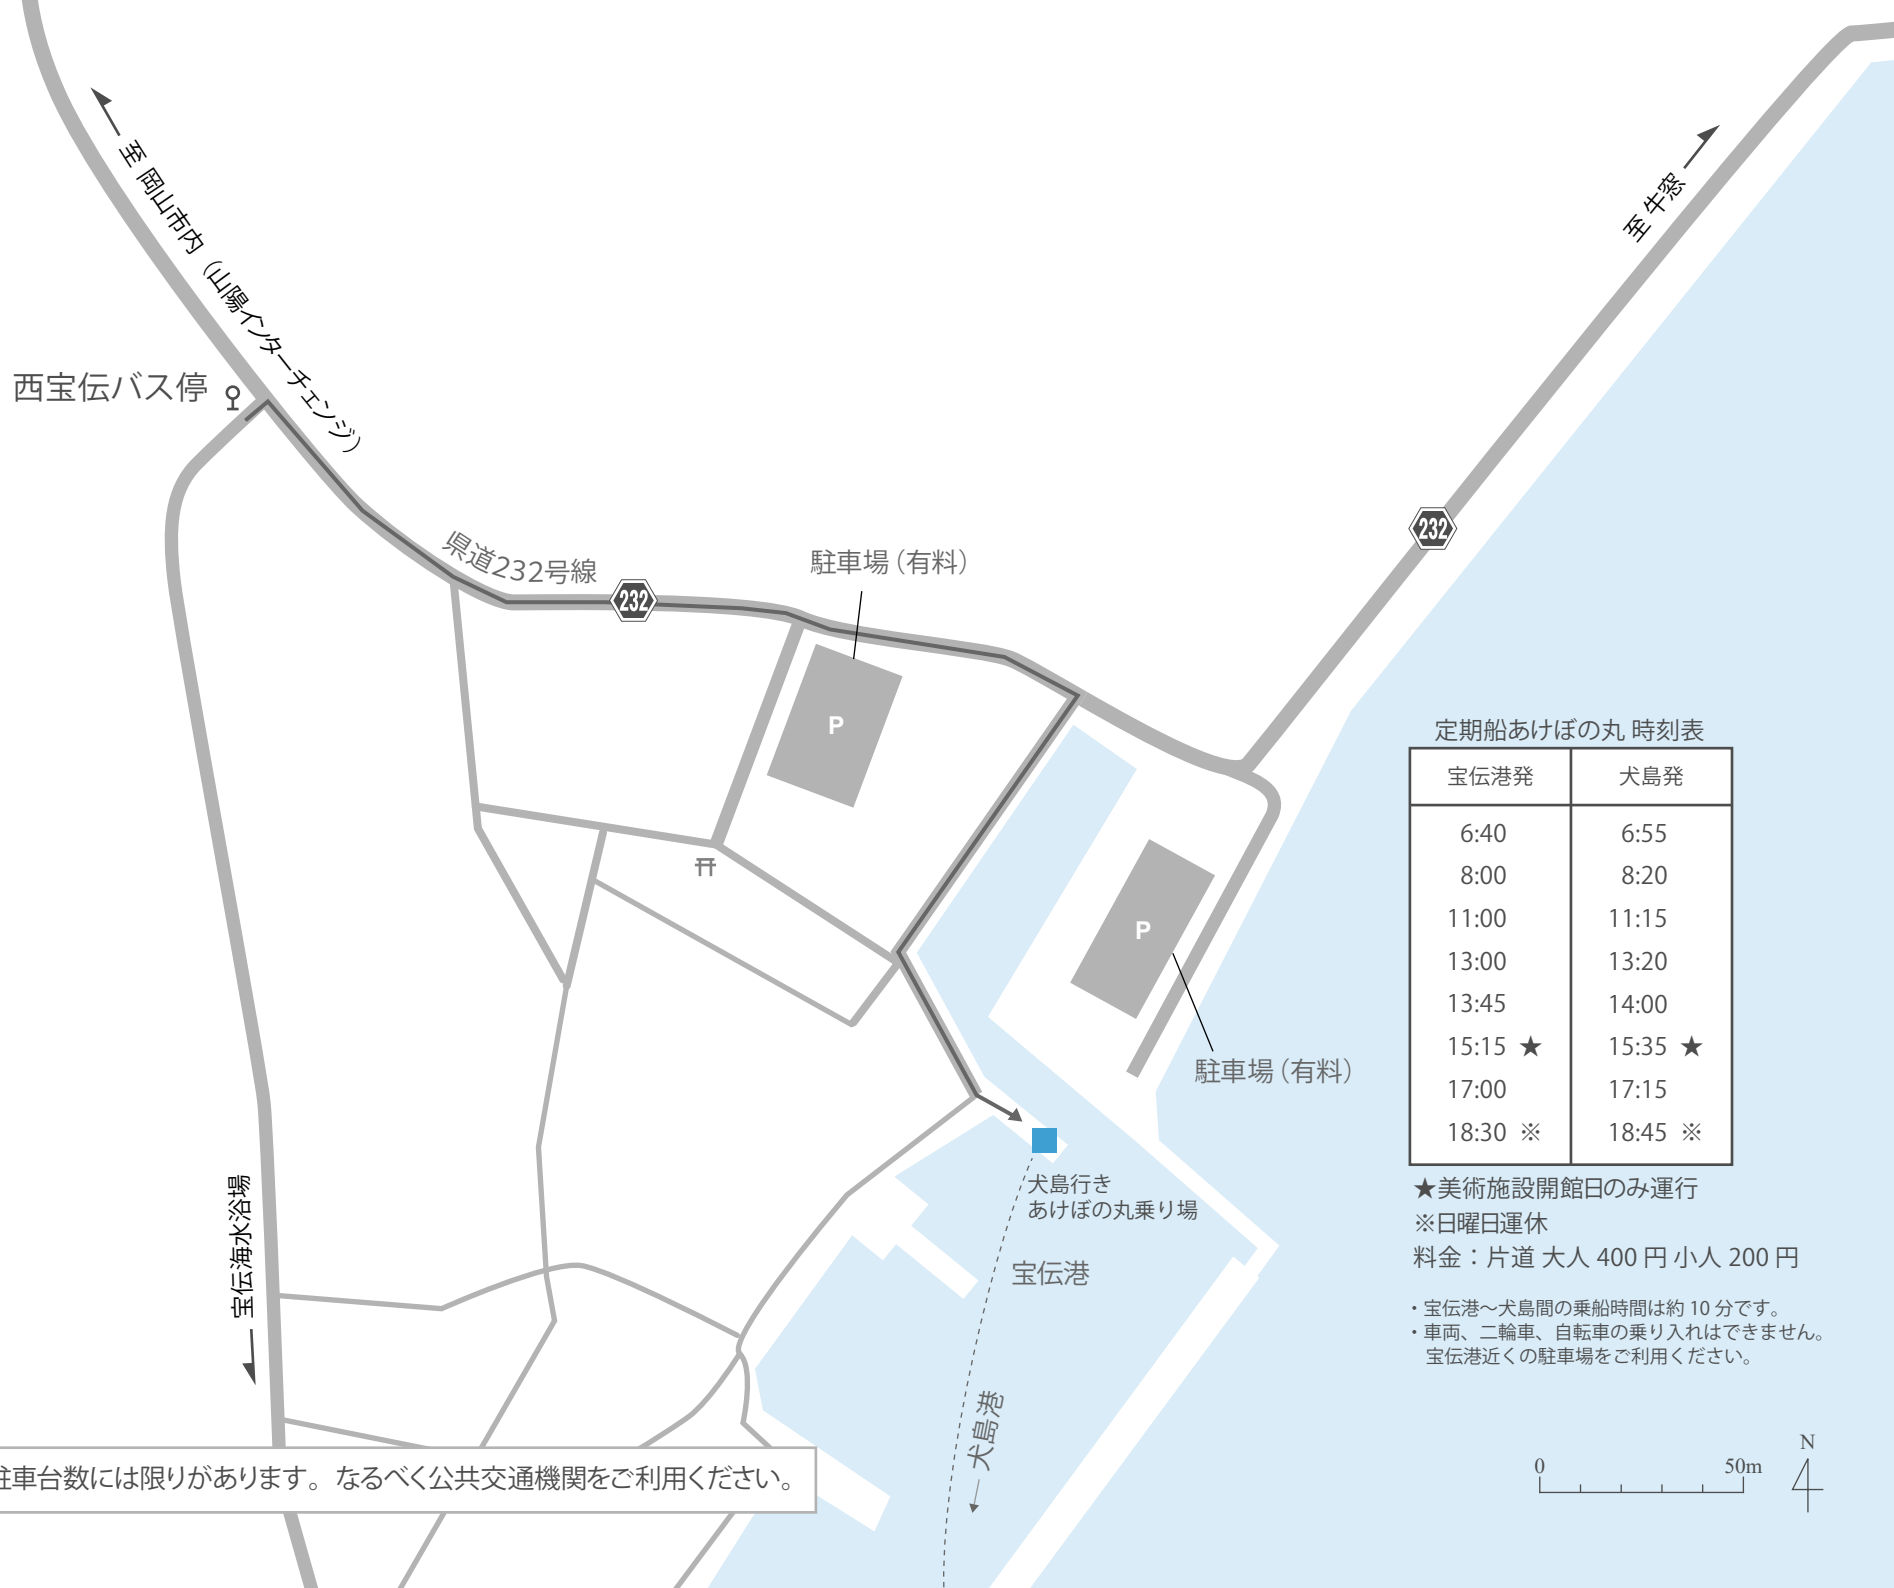 至 岡山市内（山陽インターチェンジ）
至 牛窓
西宝伝バス停
県道232号線
232
232
駐車場（有料）
P
P
駐車場（有料）
定期船あけぼの丸 時刻表
宝伝港発 犬島発
6:40 6:55
8:00 8:20
11:00 11:15
13:00 13:20
13:45 14:00
15:15 ★ 15:35 ★
17:00 17:15
18:30 ※ 18:45 ※
★美術施設開館日のみ運行
※日曜日運休
料金：片道 大人 400 円 小人 200 円
・宝伝港〜犬島間の乗船時間は約 10 分です。
・車両、二輪車、自転車の乗り入れはできません。
宝伝港近くの駐車場をご利用ください。
犬島行き
あけぼの丸乗り場
宝伝港
宝伝海水浴場
犬島港
駐車台数には限りがあります。なるべく公共交通機関をご利用ください。
0 50m
N